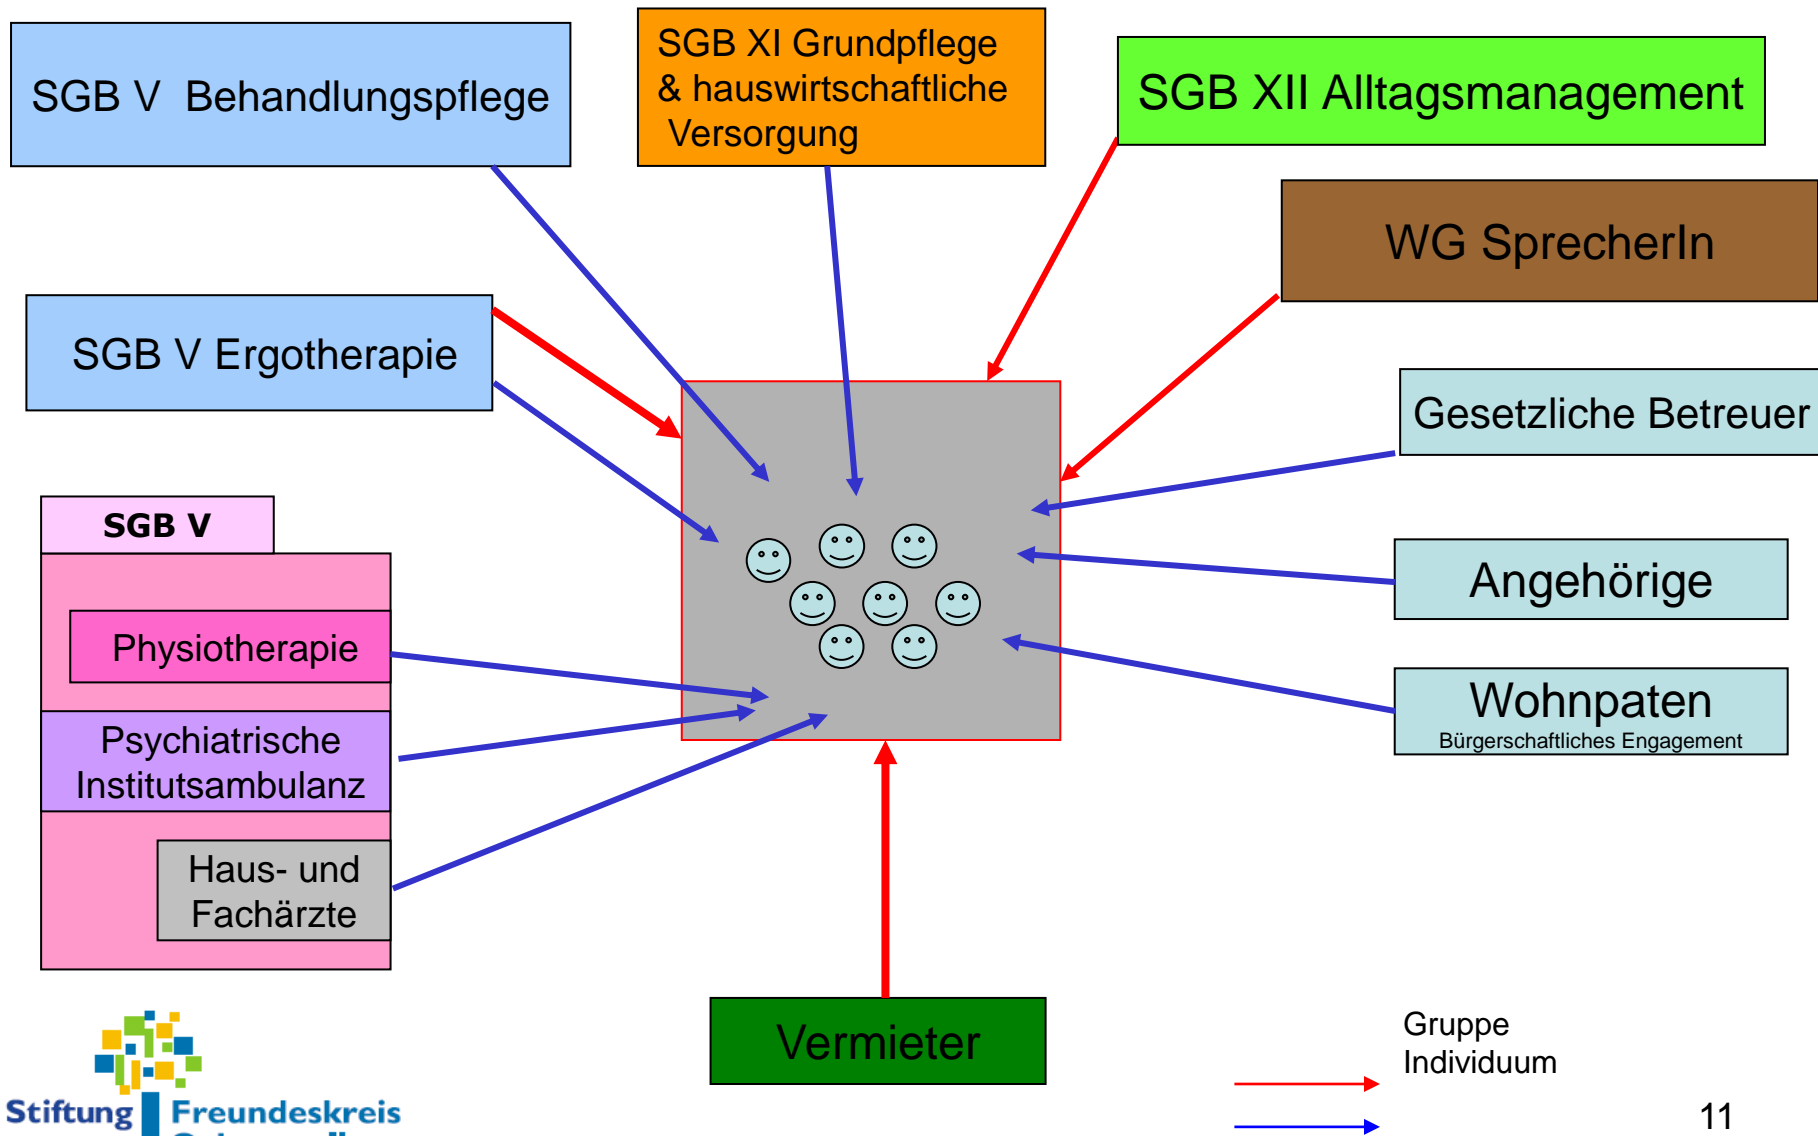 SGB V  Behandlungspflege
SGB XI Grundpflege
& hauswirtschaftliche
Versorgung
SGB XII Alltagsmanagement
WG SprecherIn
SGB V Ergotherapie
Gesetzliche Betreuer
SGB V
Angehörige
Physiotherapie
Wohnpaten
Bürgerschaftliches Engagement
Psychiatrische
Institutsambulanz
Haus- und
Fachärzte
Vermieter
Gruppe
Individuum
Stiftung Freundeskreis
11